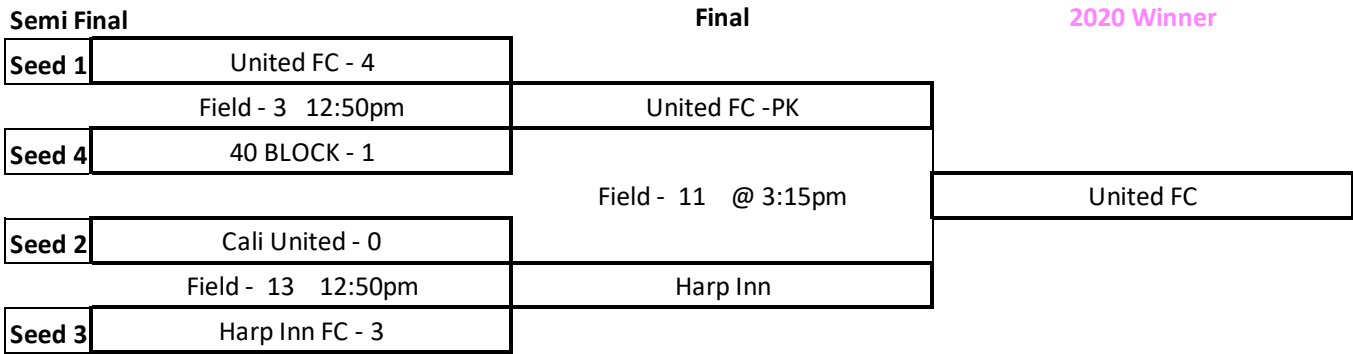 Semi Final Final 2020 Winner
Seed 1 United FC - 4
Field - 3 12:50pm United FC -PK
Seed 4 40 BLOCK - 1
Field - 11 @ 3:15pm United FC
Seed 2 Cali United - 0
Field - 13 12:50pm Harp Inn
Seed 3 Harp Inn FC - 3